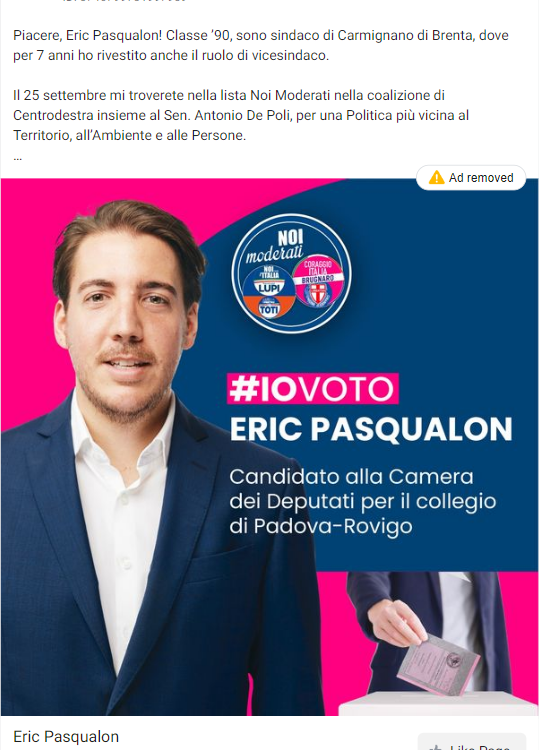 Piacere, Eric Pasqualon! Classe ’90, sono sindaco di Carmignano di Brenta, dove
per 7 anni ho rivestito anche il ruolo di vicesindaco.
Il 25 settembre mi troverete nella lista Noi Moderati nella coalizione di
Centrodestra insieme al Sen. Antonio De Poli, per una Politica più vicina al
Territorio, all’Ambiente e alle Persone.
...
Ad removed
NOI
moderati
NOI
L'ITALIA
LUPI
TOTI
CORAGGIO
ITALIA
BRUGNARO
#IOVOTO
ERIC PASQUALON
Candidato alla Camera
dei Deputati per il collegio
di Padova-Rovigo
Eric Pasqualon
Like Page